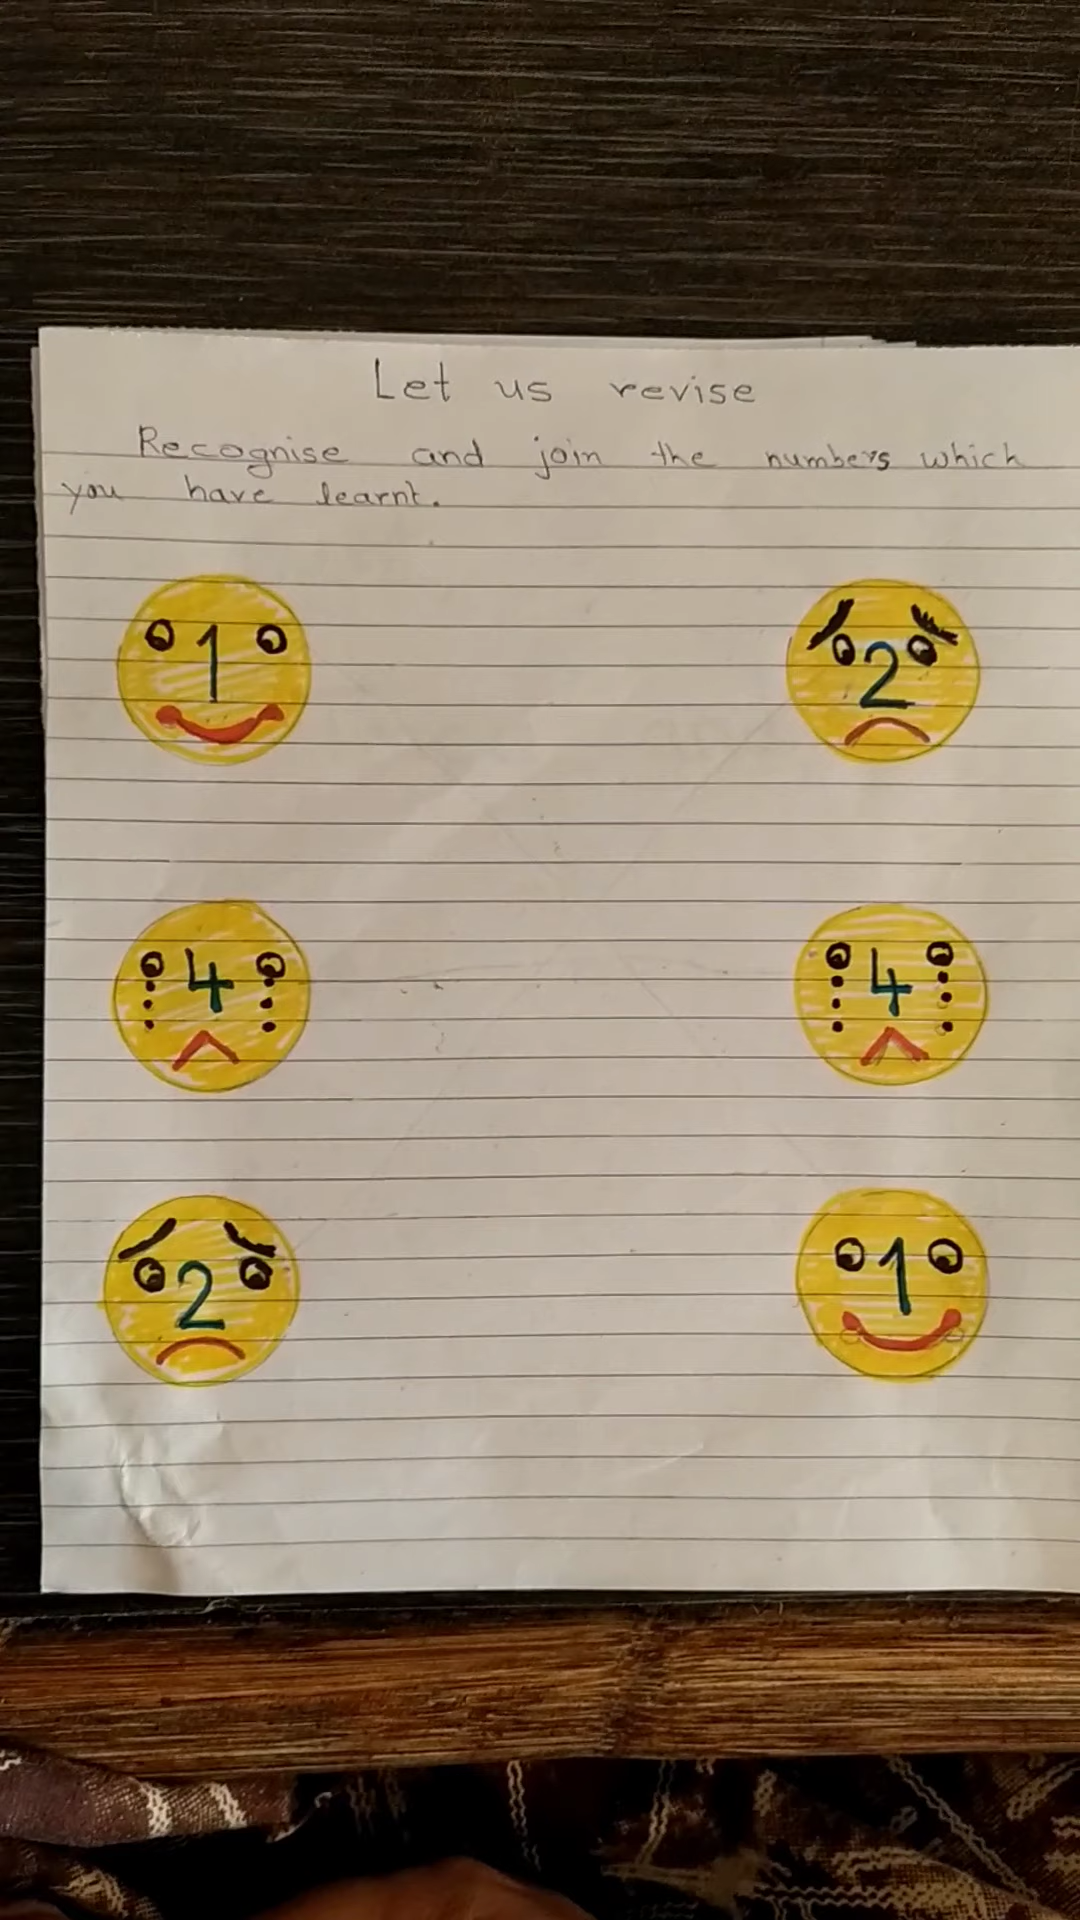 Let us revise
Recognise and join the numbers which
you have learnt.
1 2
4 4
2 1